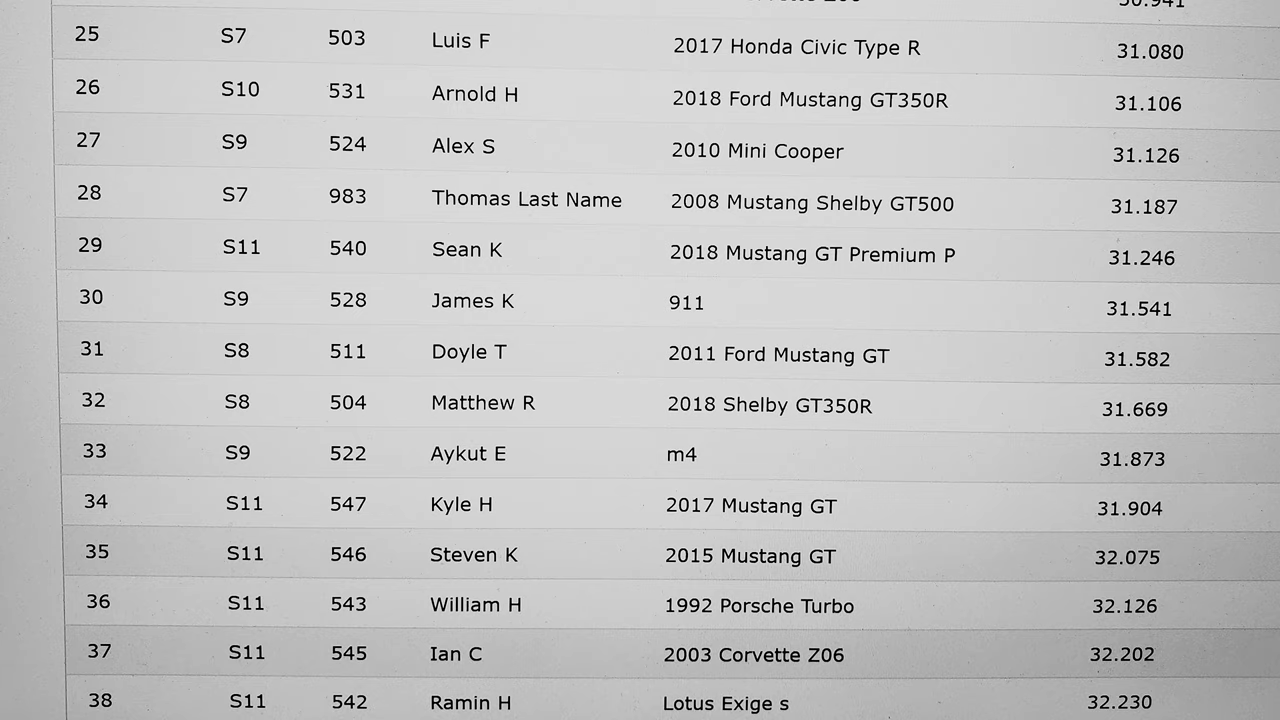 30.941
25 S7 503 Luis F 2017 Honda Civic Type R 31.080
26 S10 531 Arnold H 2018 Ford Mustang GT350R 31.106
27 S9 524 Alex S 2010 Mini Cooper 31.126
28 S7 983 Thomas Last Name 2008 Mustang Shelby GT500 31.187
29 S11 540 Sean K 2018 Mustang GT Premium P 31.246
30 S9 528 James K 911 31.541
31 S8 511 Doyle T 2011 Ford Mustang GT 31.582
32 S8 504 Matthew R 2018 Shelby GT350R 31.669
33 S9 522 Aykut E m4 31.873
34 S11 547 Kyle H 2017 Mustang GT 31.904
35 S11 546 Steven K 2015 Mustang GT 32.075
36 S11 543 William H 1992 Porsche Turbo 32.126
37 S11 545 Ian C 2003 Corvette Z06 32.202
38 S11 542 Ramin H Lotus Exige s 32.230